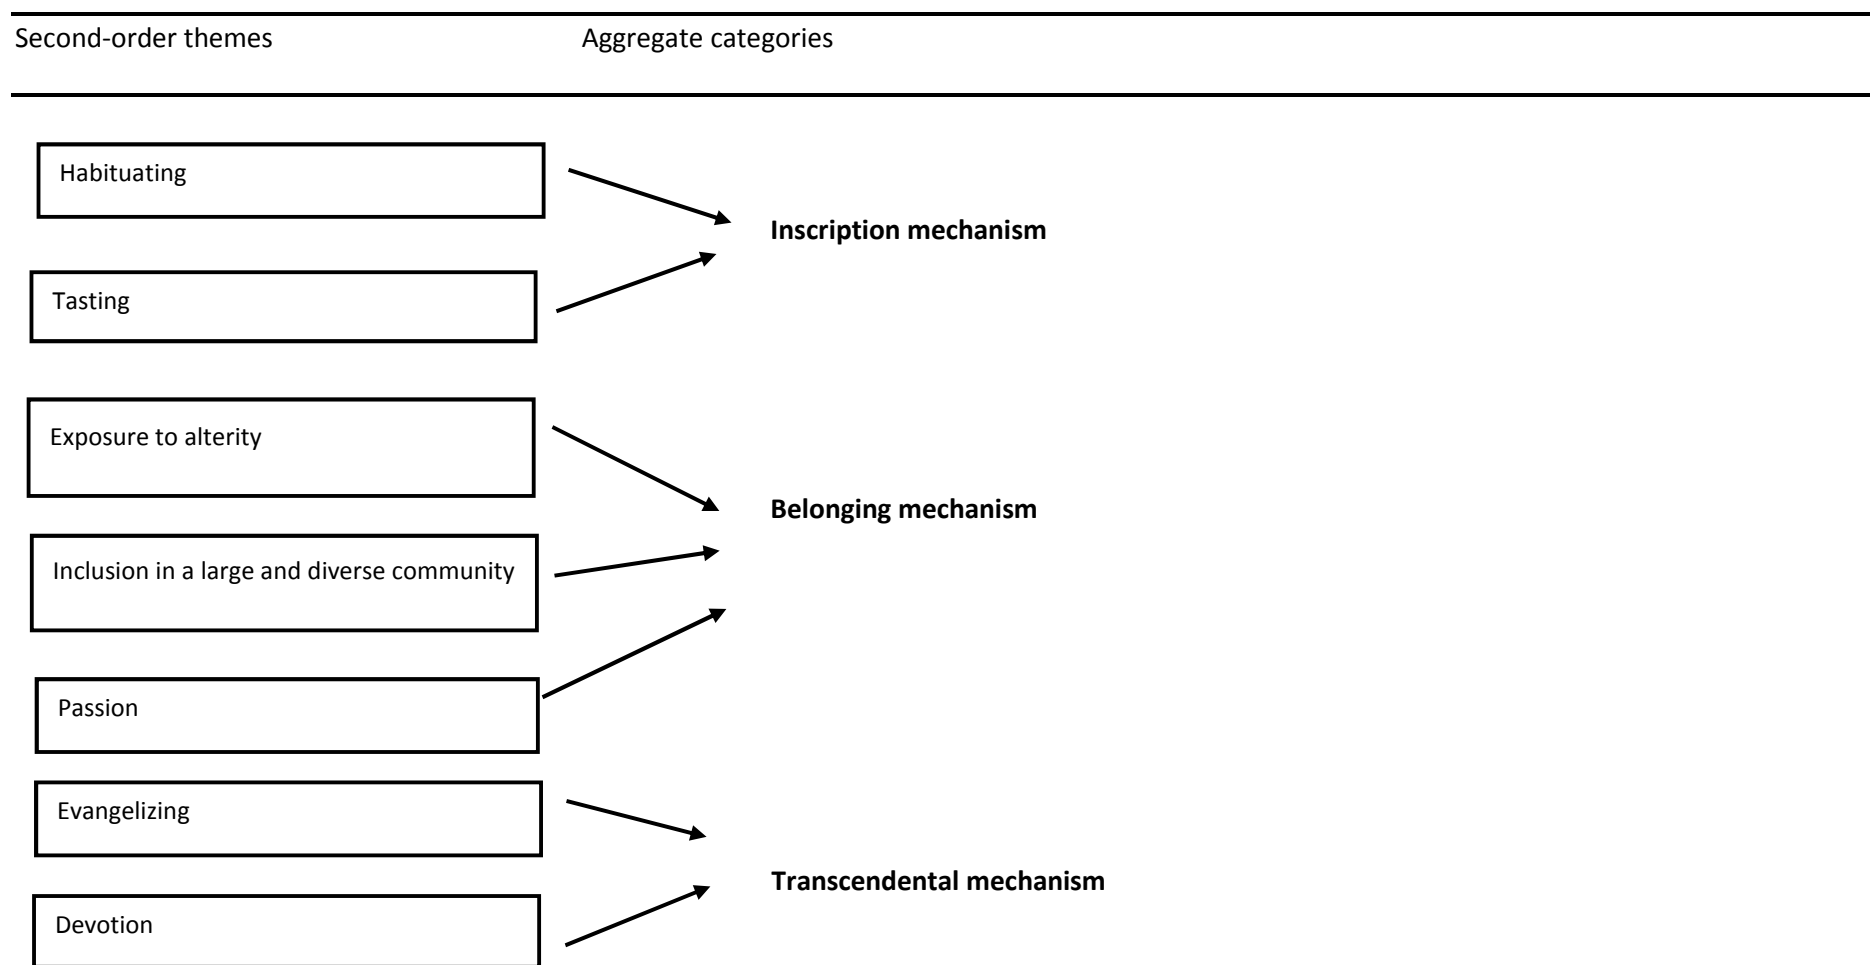 Second-order themes
Aggregate categories
Habituating
Inscription mechanism
Tasting
Exposure to alterity
Belonging mechanism
Inclusion in a large and diverse community
Passion
Evangelizing
Transcendental mechanism
Devotion